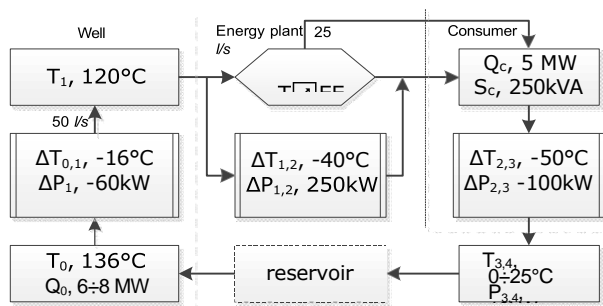 Well
Energy plant 25
l/s
Consumer
T1, 120°C
Qc, 5 MW
Sc, 250kVA
50 l/s
ΔT0,1, -16°C
ΔP1, -60kW
ΔT1,2, -40°C
ΔP1,2, 250kW
ΔT2,3, -50°C
ΔP2,3 -100kW
T0, 136°C
Q0, 6÷8 MW
reservoir
T3,4,
0÷25°C
P3,4,